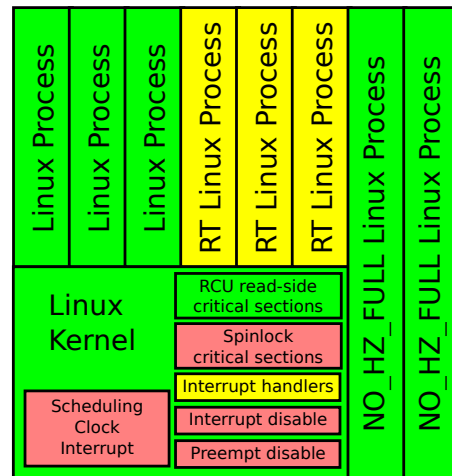 Linux Process
Linux Process
Linux Process
RT Linux Process
RT Linux Process
RT Linux Process
NO_HZ_FULL Linux Process
NO_HZ_FULL Linux Process
Linux
Kernel
RCU read-side
critical sections
Spinlock
critical sections
Interrupt handlers
Scheduling
Clock
Interrupt
Interrupt disable
Preempt disable